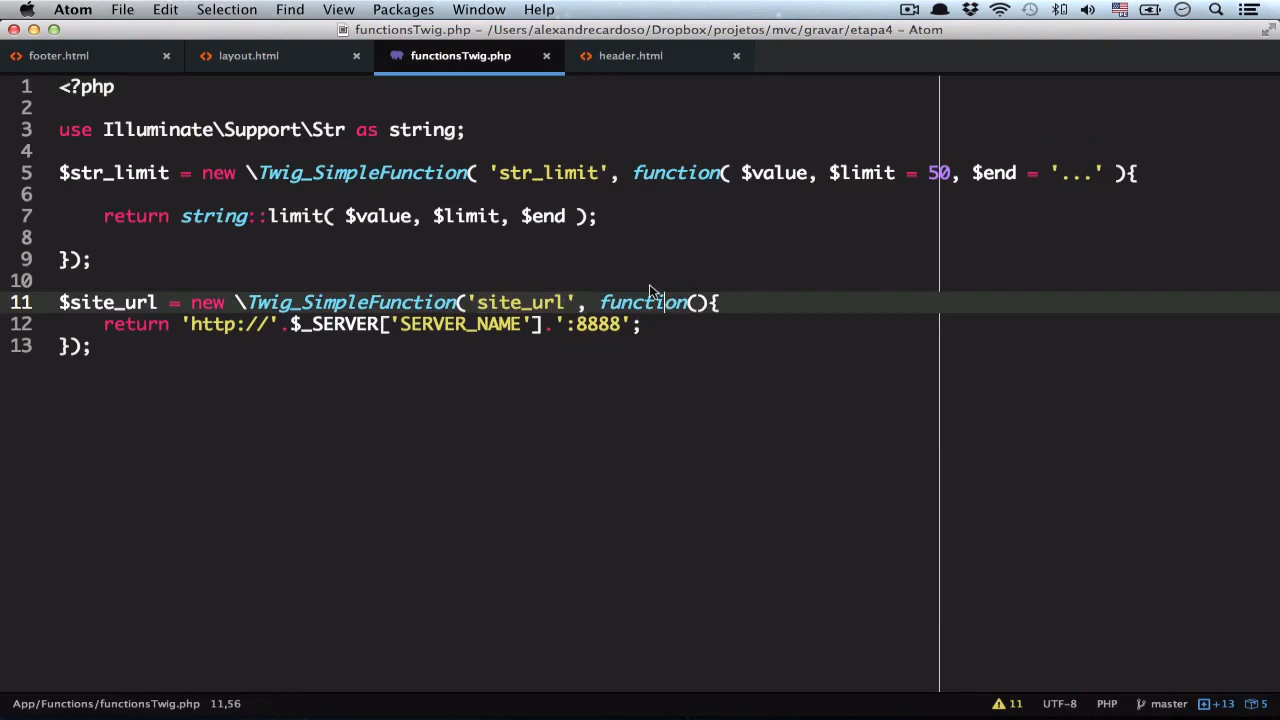 Atom File Edit Selection Find View Packages Window Help
functionsTwig.php - /Users/alexandrecardoso/Dropbox/projetos/mvc/gravar/etapa4 - Atom
footer.html layout.html functionsTwig.php header.html
1 <?php
2
3 use Illuminate\Support\Str as string;
4
5 $str_limit = new \Twig_SimpleFunction( 'str_limit', function( $value, $limit = 50, $end = '...' ){
6
7 return string::limit( $value, $limit, $end );
8
9 });
10
11 $site_url = new \Twig_SimpleFunction('site_url', function(){
12 return 'http://'.$_SERVER['SERVER_NAME'].':8888';
13 });
App/Functions/functionsTwig.php 11,56 11 UTF-8 PHP master +13 5